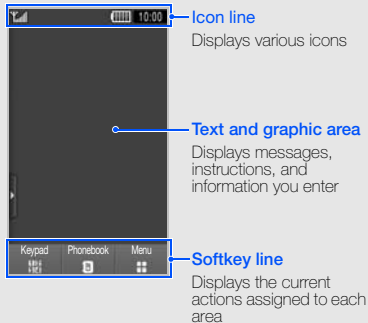 10:00
Icon line
Displays various icons
Text and graphic area
Displays messages,
instructions, and
information you enter
Keypad Phonebook Menu
Softkey line
Displays the current
actions assigned to each
area